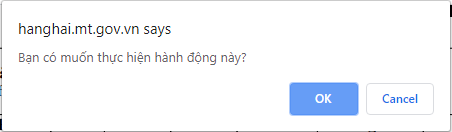 hanghai.mt.gov.vn says
Bạn có muốn thực hiện hành động này?
OK Cancel